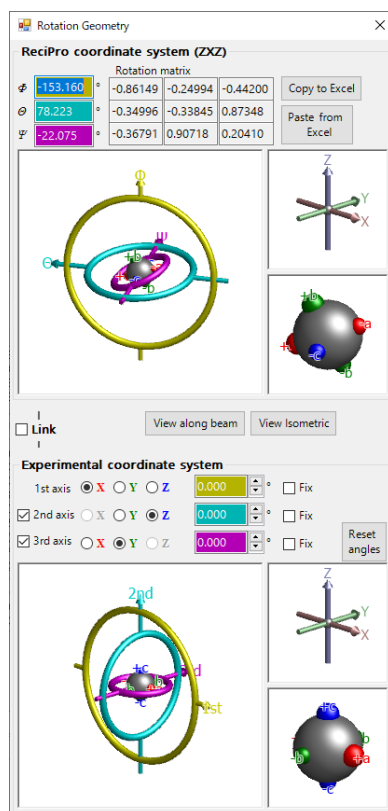 Rotation Geometry
ReciPro coordinate system (ZXZ)
Rotation matrix
Φ -153.160 ° -0.86149 -0.24994 -0.44200 Copy to Excel
Θ 78.223 ° -0.34996 -0.33845 0.87348 Paste from Excel
Ψ -22.075 ° -0.36791 0.90718 0.20410
Φ
Ψ
Θ
+b
-c
-b
Z
Y
X
+b
a
-c
-b
Link
View along beam View Isometric
Experimental coordinate system
1st axis X Y Z 0.000 ° Fix
2nd axis X Y Z 0.000 ° Fix
3rd axis X Y Z 0.000 ° Fix
Reset angles
2nd
+c
1st
-c
Z
Y
X
+c
b
-b
+a
-c